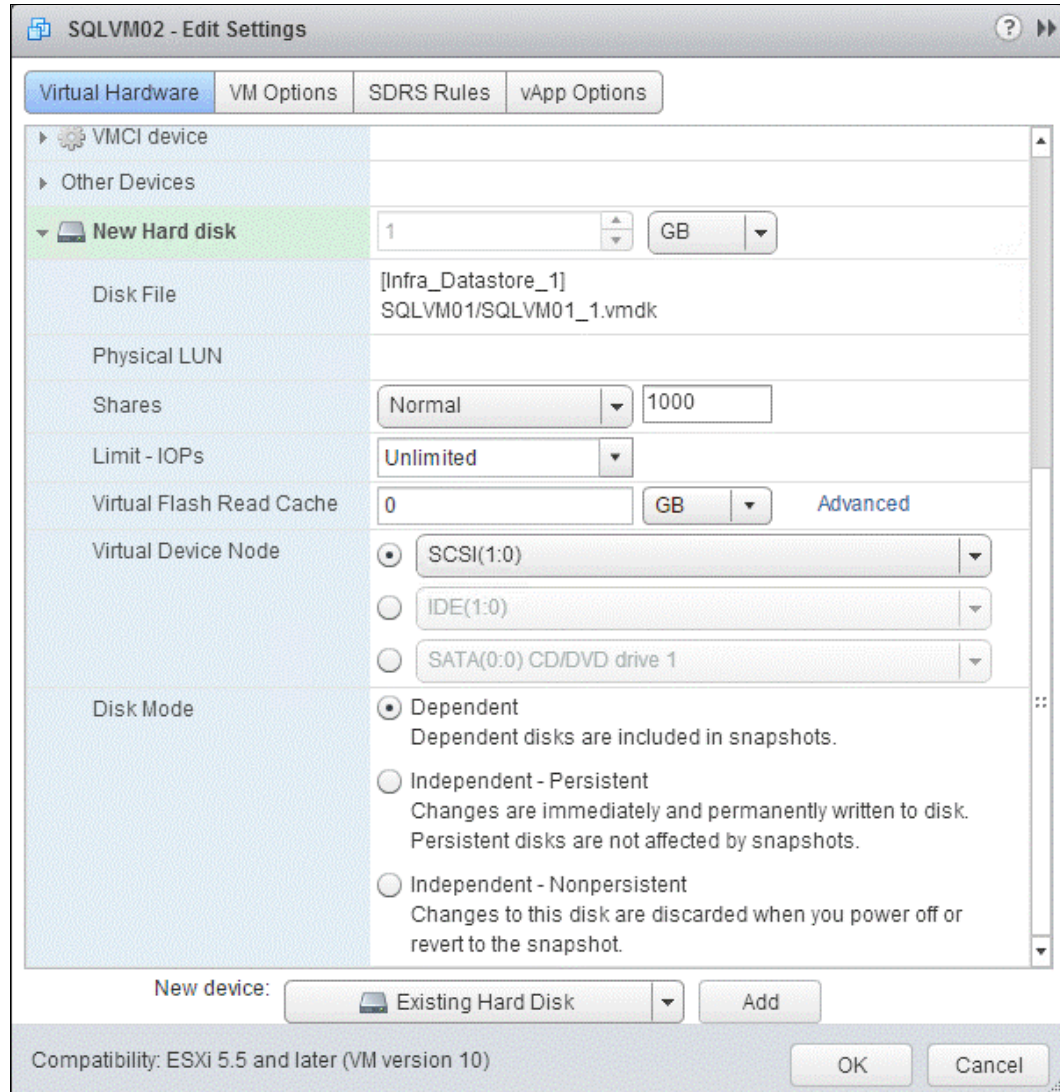 SQLVM02 - Edit Settings
Virtual Hardware VM Options SDRS Rules vApp Options
VMCI device
Other Devices
New Hard disk 1 GB
Disk File [Infra_Datastore_1]
SQLVM01/SQLVM01_1.vmdk
Physical LUN
Shares Normal 1000
Limit - IOPs Unlimited
Virtual Flash Read Cache 0 GB Advanced
Virtual Device Node SCSI(1:0)
IDE(1:0)
SATA(0:0) CD/DVD drive 1
Disk Mode Dependent
Dependent disks are included in snapshots.
Independent - Persistent
Changes are immediately and permanently written to disk.
Persistent disks are not affected by snapshots.
Independent - Nonpersistent
Changes to this disk are discarded when you power off or
revert to the snapshot.
New device: Existing Hard Disk Add
Compatibility: ESXi 5.5 and later (VM version 10) OK Cancel